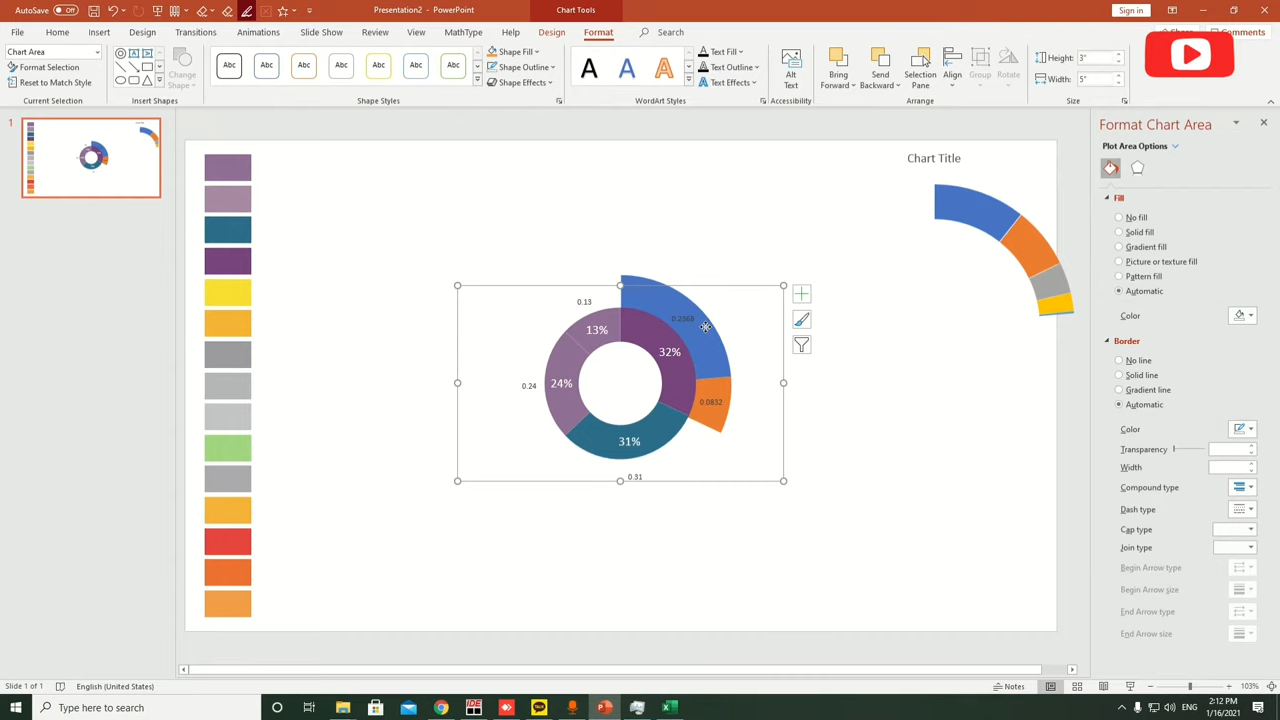 AutoSave Off
Presentation2 - PowerPoint
Chart Tools
Sign in
File Home Insert Design Transitions Animations Slide Show Review View MathType Help Design Format Search
Share Comments
Chart Area
Format Selection
Reset to Match Style
Current Selection
Change
Shape
Insert Shapes
Abc Abc Abc Abc Abc Abc Abc
Shape Fill
Shape Outline
Shape Effects
Shape Styles
A A A
Text Fill
Text Outline
Text Effects
WordArt Styles
Alt
Text
Accessibility
Bring
Forward
Send
Backward
Selection
Pane
Align
Group
Rotate
Arrange
Height: 3"
Width: 5"
Size
1
Chart Title
0.13
13%
0.2368
32%
24%
0.24
0.0832
31%
0.31
Format Chart Area
Plot Area Options
Fill
No fill
Solid fill
Gradient fill
Picture or texture fill
Pattern fill
Automatic
Color
Border
No line
Solid line
Gradient line
Automatic
Color
Transparency
Width
Compound type
Dash type
Cap type
Join type
Begin Arrow type
Begin Arrow size
End Arrow type
End Arrow size
Slide 1 of 1
English (United States)
Notes
103%
Type here to search
ENG
2:12 PM
1/16/2021